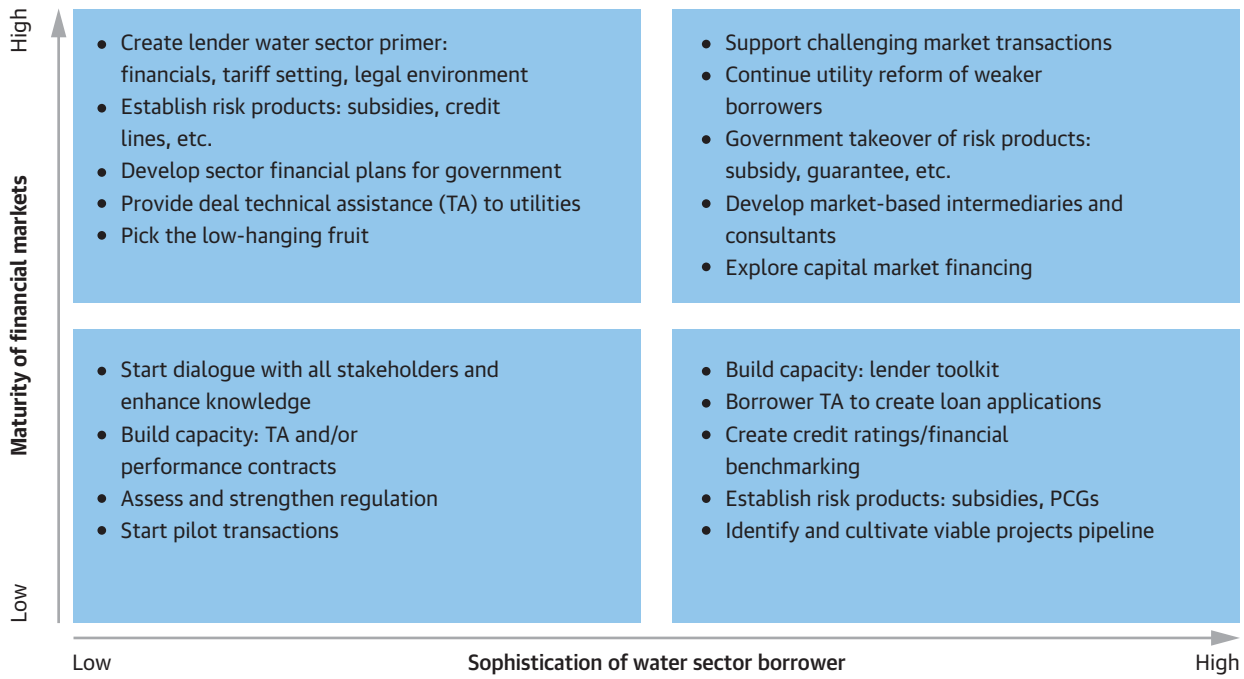 High
Maturity of financial markets
Low
• Create lender water sector primer:
financials, tariff setting, legal environment
• Establish risk products: subsidies, credit
lines, etc.
• Develop sector financial plans for government
• Provide deal technical assistance (TA) to utilities
• Pick the low-hanging fruit
• Support challenging market transactions
• Continue utility reform of weaker
borrowers
• Government takeover of risk products:
subsidy, guarantee, etc.
• Develop market-based intermediaries and
consultants
• Explore capital market financing
• Start dialogue with all stakeholders and
enhance knowledge
• Build capacity: TA and/or
performance contracts
• Assess and strengthen regulation
• Start pilot transactions
• Build capacity: lender toolkit
• Borrower TA to create loan applications
• Create credit ratings/financial
benchmarking
• Establish risk products: subsidies, PCGs
• Identify and cultivate viable projects pipeline
Low
Sophistication of water sector borrower
High